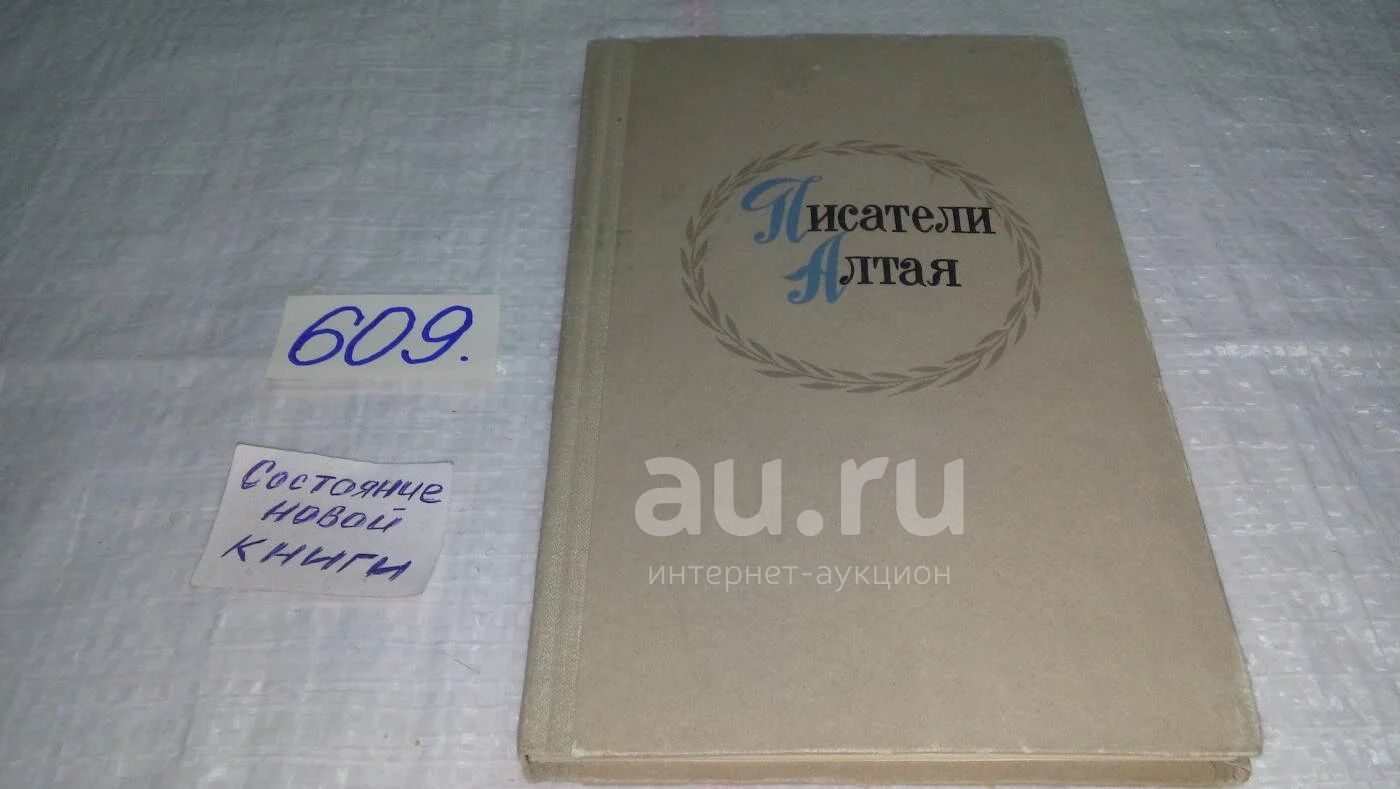 Писатели
Алтая
609.
Состояние
новой
книги
au.ru
интернет-аукцион